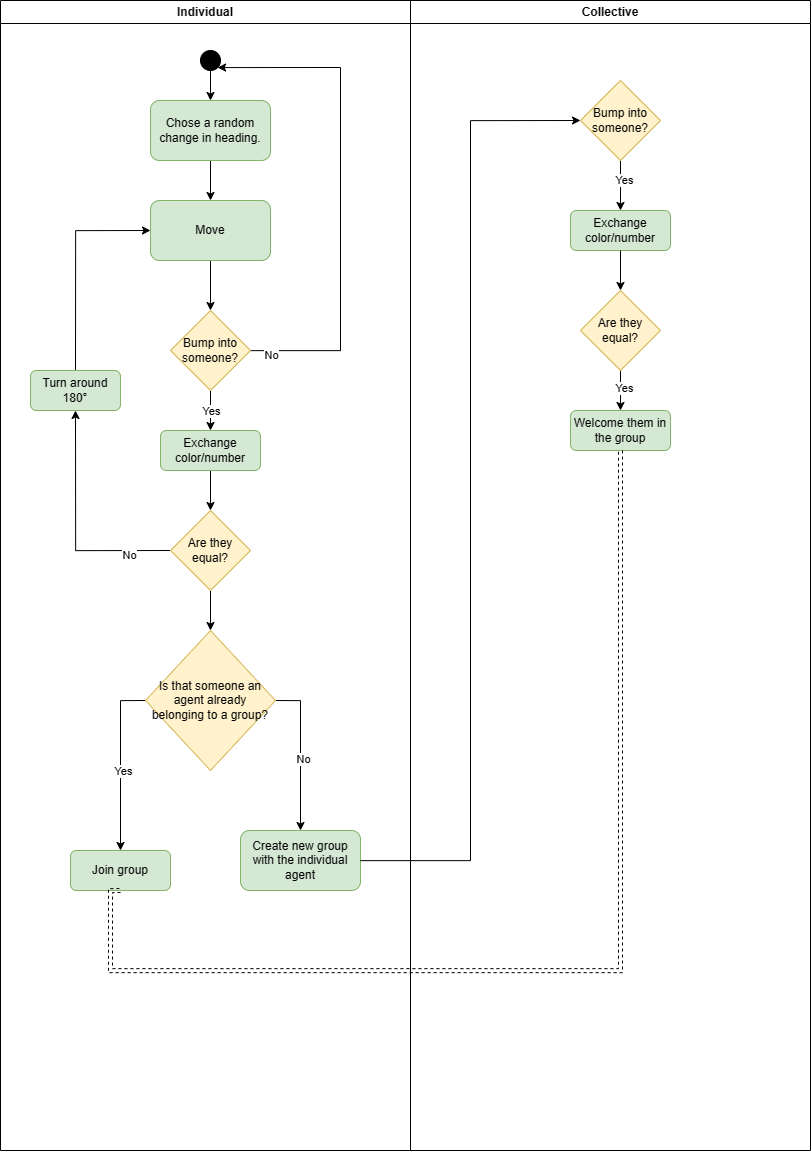 Individual
Collective
Chose a random
change in heading.
Move
Bump into
someone?
No
Yes
Turn around
180°
Exchange
color/number
Are they
equal?
No
Is that someone an
agent already
belonging to a group?
Yes
No
Join group
Create new group
with the individual
agent
Bump into
someone?
Yes
Exchange
color/number
Are they
equal?
Yes
Welcome them in
the group